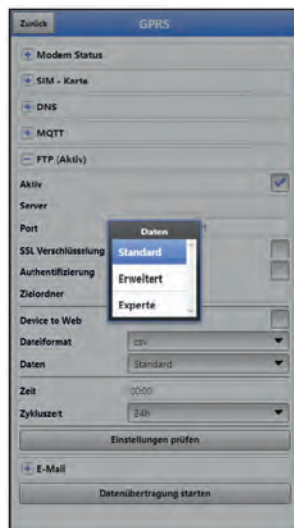 Zurück GPRS
Modem Status
SIM - Karte
DNS
MQTT
FTP (Aktiv)
Aktiv
Server
Port
SSL Verschlüsselung
Authentifizierung
Zielordner
Daten
Standard
Erweitert
Experte
Device to Web
Dateiformat csv
Daten Standard
Zeit 00:00
Zykluszeit 24h
Einstellungen prüfen
E-Mail
Datenübertragung starten